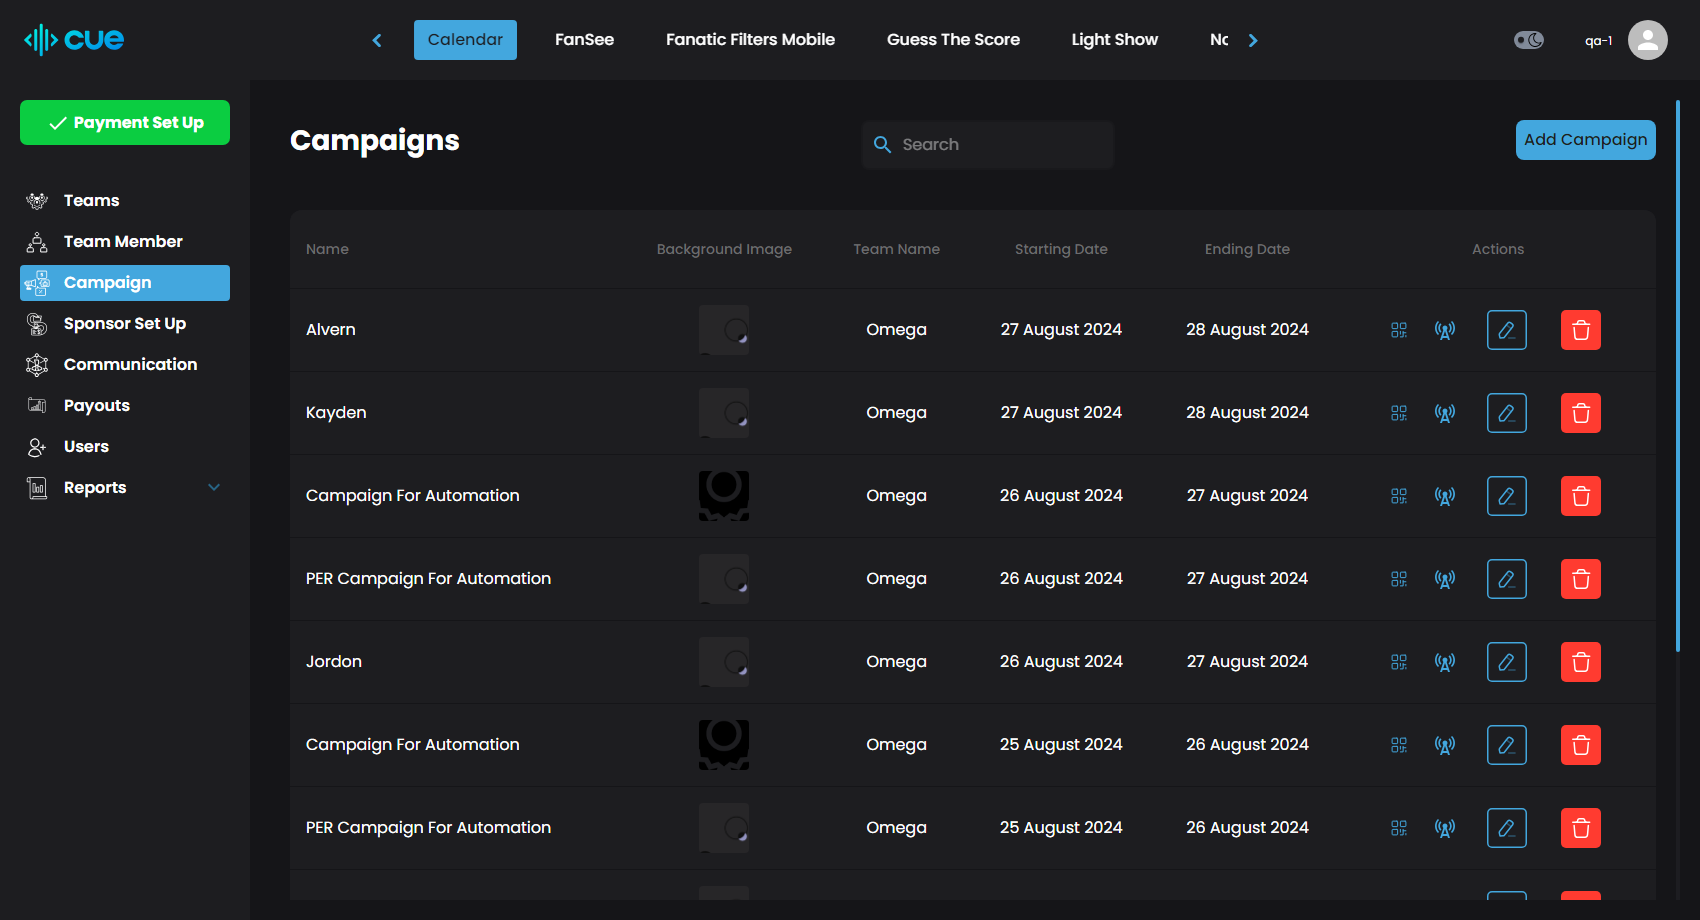 cue
Calendar
FanSee
Fanatic Filters Mobile
Guess The Score
Light Show
qa-1
Payment Set Up
Teams
Team Member
Campaign
Sponsor Set Up
Communication
Payouts
Users
Reports
Campaigns
Search
Add Campaign
Name Background Image Team Name Starting Date Ending Date Actions
Alvern Omega 27 August 2024 28 August 2024
Kayden Omega 27 August 2024 28 August 2024
Campaign For Automation Omega 26 August 2024 27 August 2024
PER Campaign For Automation Omega 26 August 2024 27 August 2024
Jordon Omega 26 August 2024 27 August 2024
Campaign For Automation Omega 25 August 2024 26 August 2024
PER Campaign For Automation Omega 25 August 2024 26 August 2024